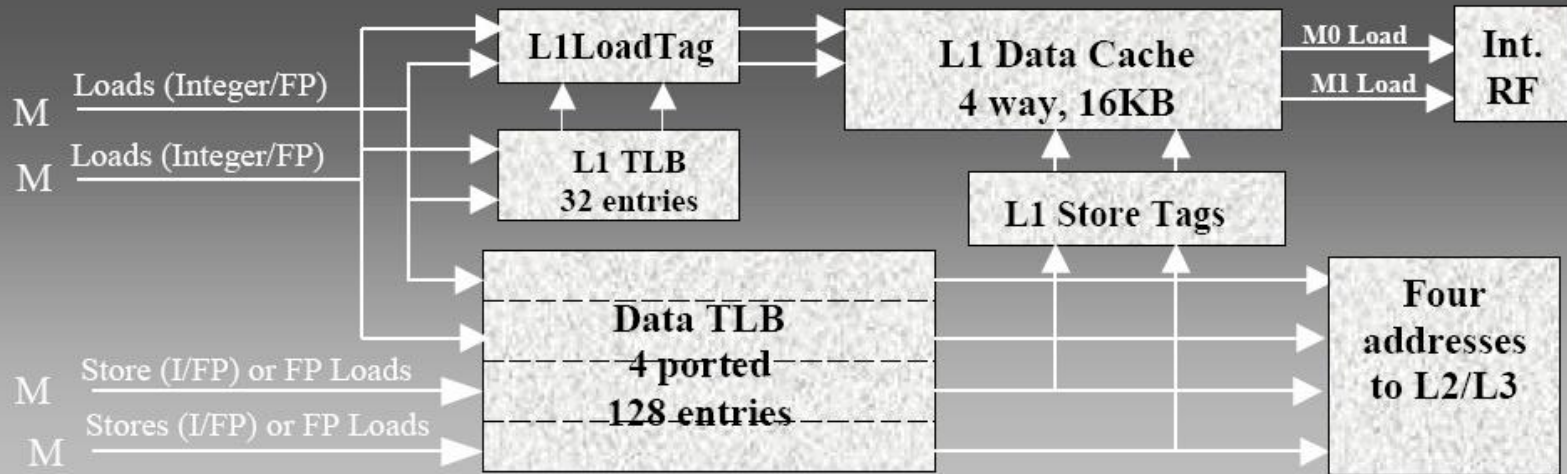 L1LoadTag
L1 Data Cache
4 way, 16KB
M0 Load
M1 Load
Int.
RF
M
Loads (Integer/FP)
M
Loads (Integer/FP)
L1 TLB
32 entries
L1 Store Tags
Data TLB
4 ported
128 entries
Four
addresses
to L2/L3
M
Store (I/FP) or FP Loads
M
Stores (I/FP) or FP Loads